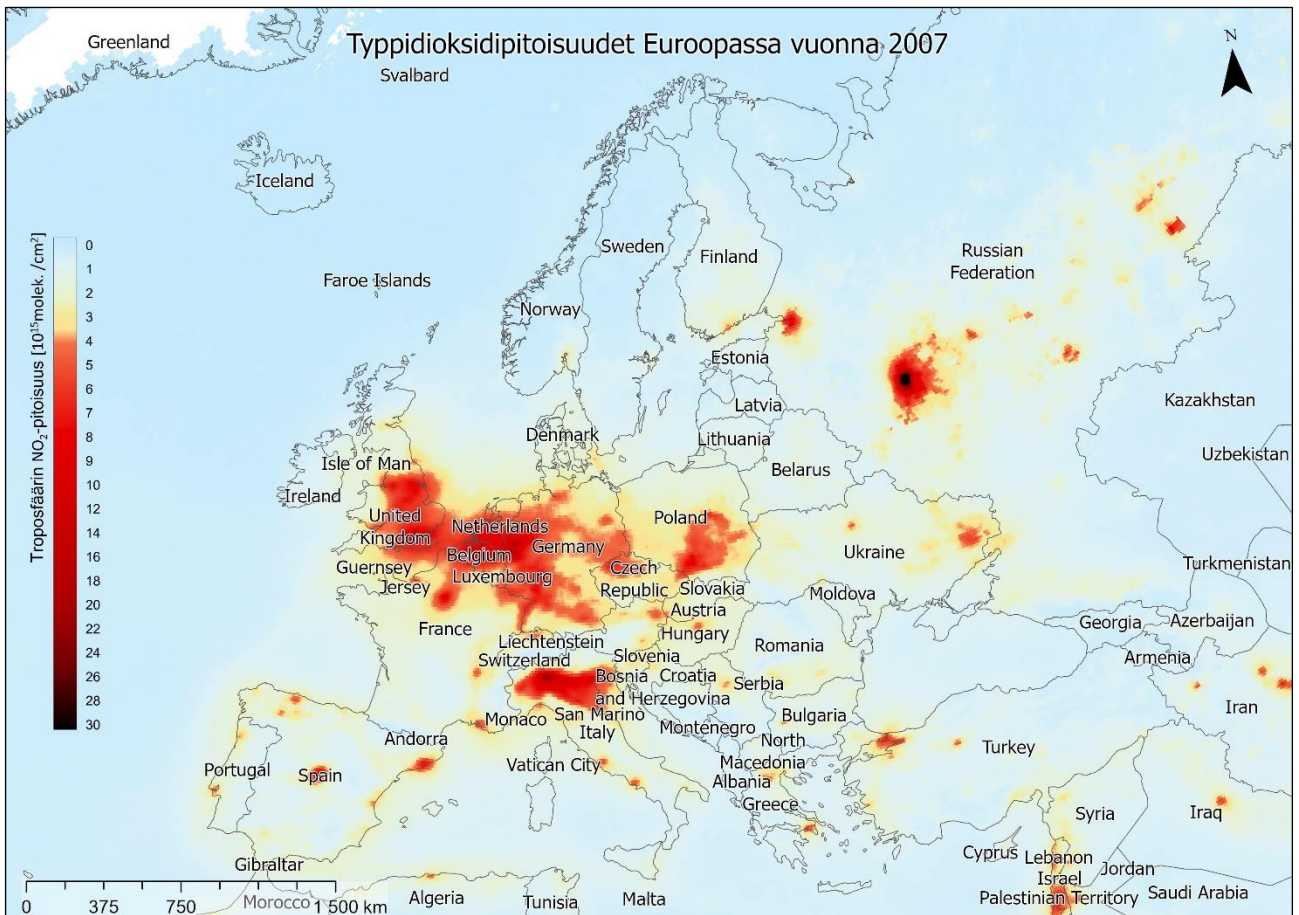 Typpidioksidipitoisuudet Euroopassa vuonna 2007
N
Greenland
Svalbard
Iceland
Faroe Islands
Sweden
Finland
Norway
Russian
Federation
Estonia
Latvia
Lithuania
Denmark
Belarus
Kazakhstan
Uzbekistan
Turkmenistan
Troposfäärin NO₂-pitoisuus [10¹⁵molek./cm²]
0
1
2
3
4
5
6
7
8
9
10
12
14
16
18
20
22
24
26
28
30
Isle of Man
Ireland
United
Kingdom
Netherlands
Poland
Belgium
Germany
Ukraine
Guernsey
Luxembourg
Czech
Republic
Jersey
Slovakia
Moldova
Austria
France
Hungary
Liechtenstein
Switzerland
Slovenia
Romania
Georgia
Azerbaijan
Armenia
Bosnia
and Herzegovina
Croatia
Serbia
Monaco
San Marino
Italy
Montenegro
Bulgaria
Iran
Andorra
North
Macedonia
Turkey
Portugal
Spain
Vatican City
Albania
Greece
Syria
Iraq
Cyprus
Lebanon
Israel
Jordan
Palestinian Territory
Saudi Arabia
Gibraltar
Morocco
Algeria
Tunisia
Malta
0 375 750 1 500 km